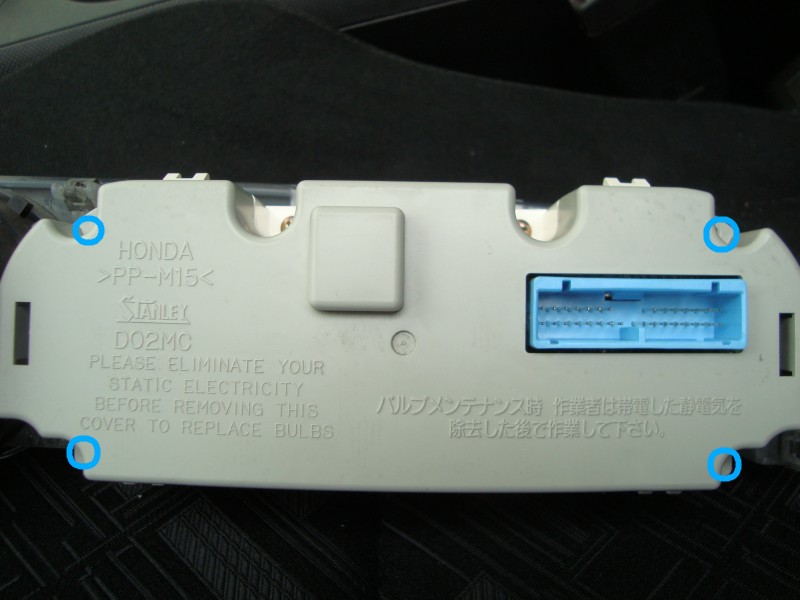 HONDA
>PP-M15<
STANLEY
D02MC
PLEASE ELIMINATE YOUR
STATIC ELECTRICITY
BEFORE REMOVING THIS
COVER TO REPLACE BULBS
バルブメンテナンス時 作業者は帯電した静電気を
除去した後で作業して下さい。